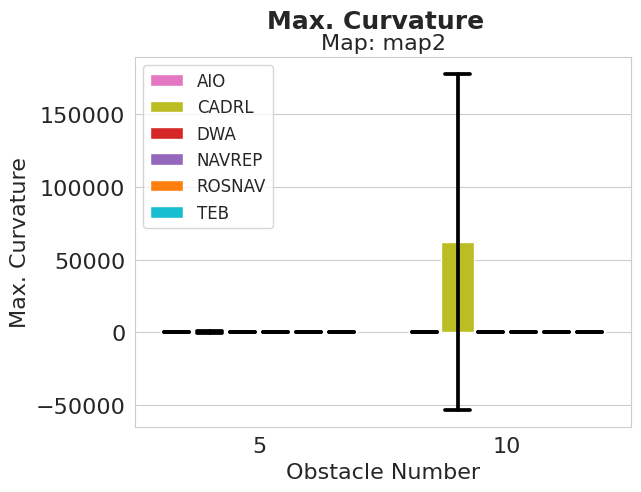 Max. Curvature
Map: map2
AIO
CADRL
DWA
NAVREP
ROSNAV
TEB
Max. Curvature
150000
100000
50000
0
−50000
5
10
Obstacle Number